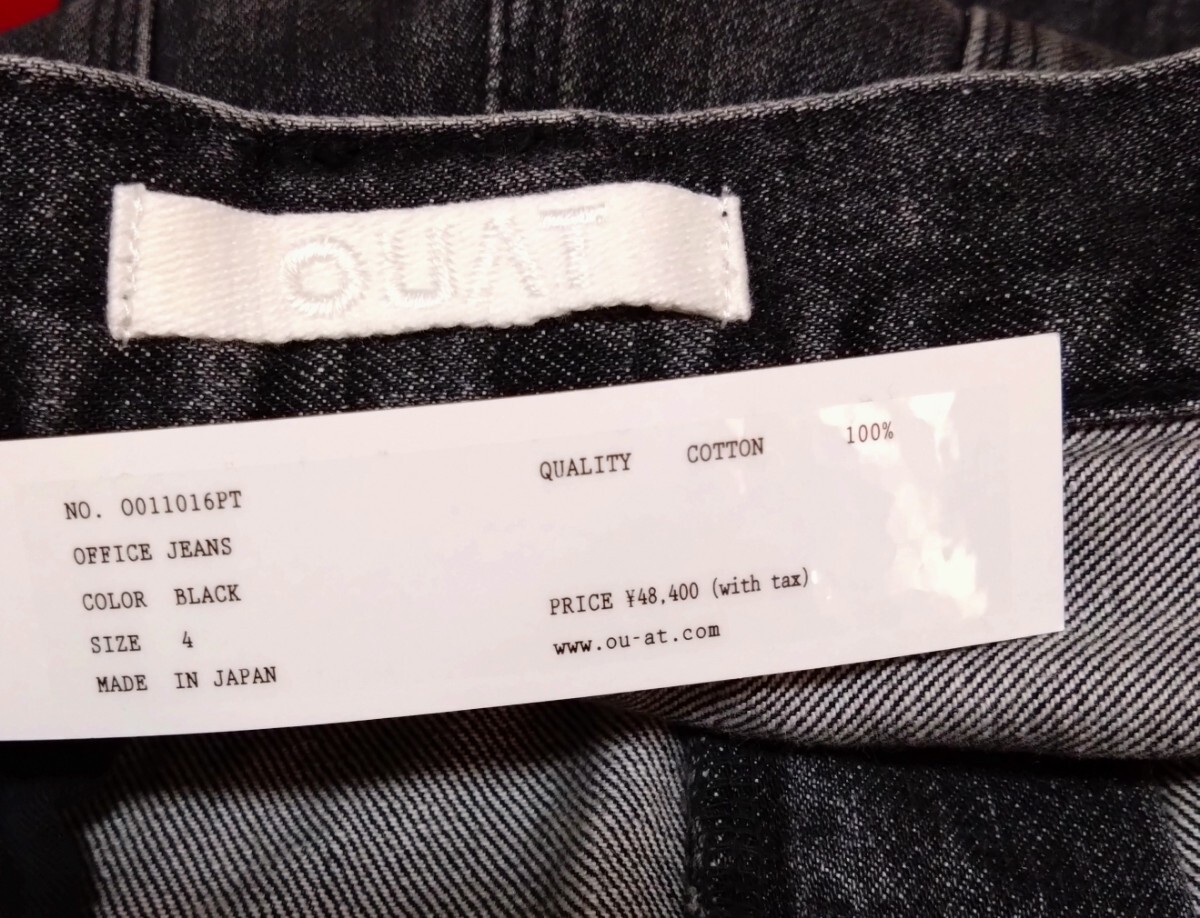 OUAT
NO. O011016PT
OFFICE JEANS
COLOR BLACK
SIZE 4
MADE IN JAPAN
QUALITY COTTON 100%
PRICE ¥48,400 (with tax)
www.ou-at.com